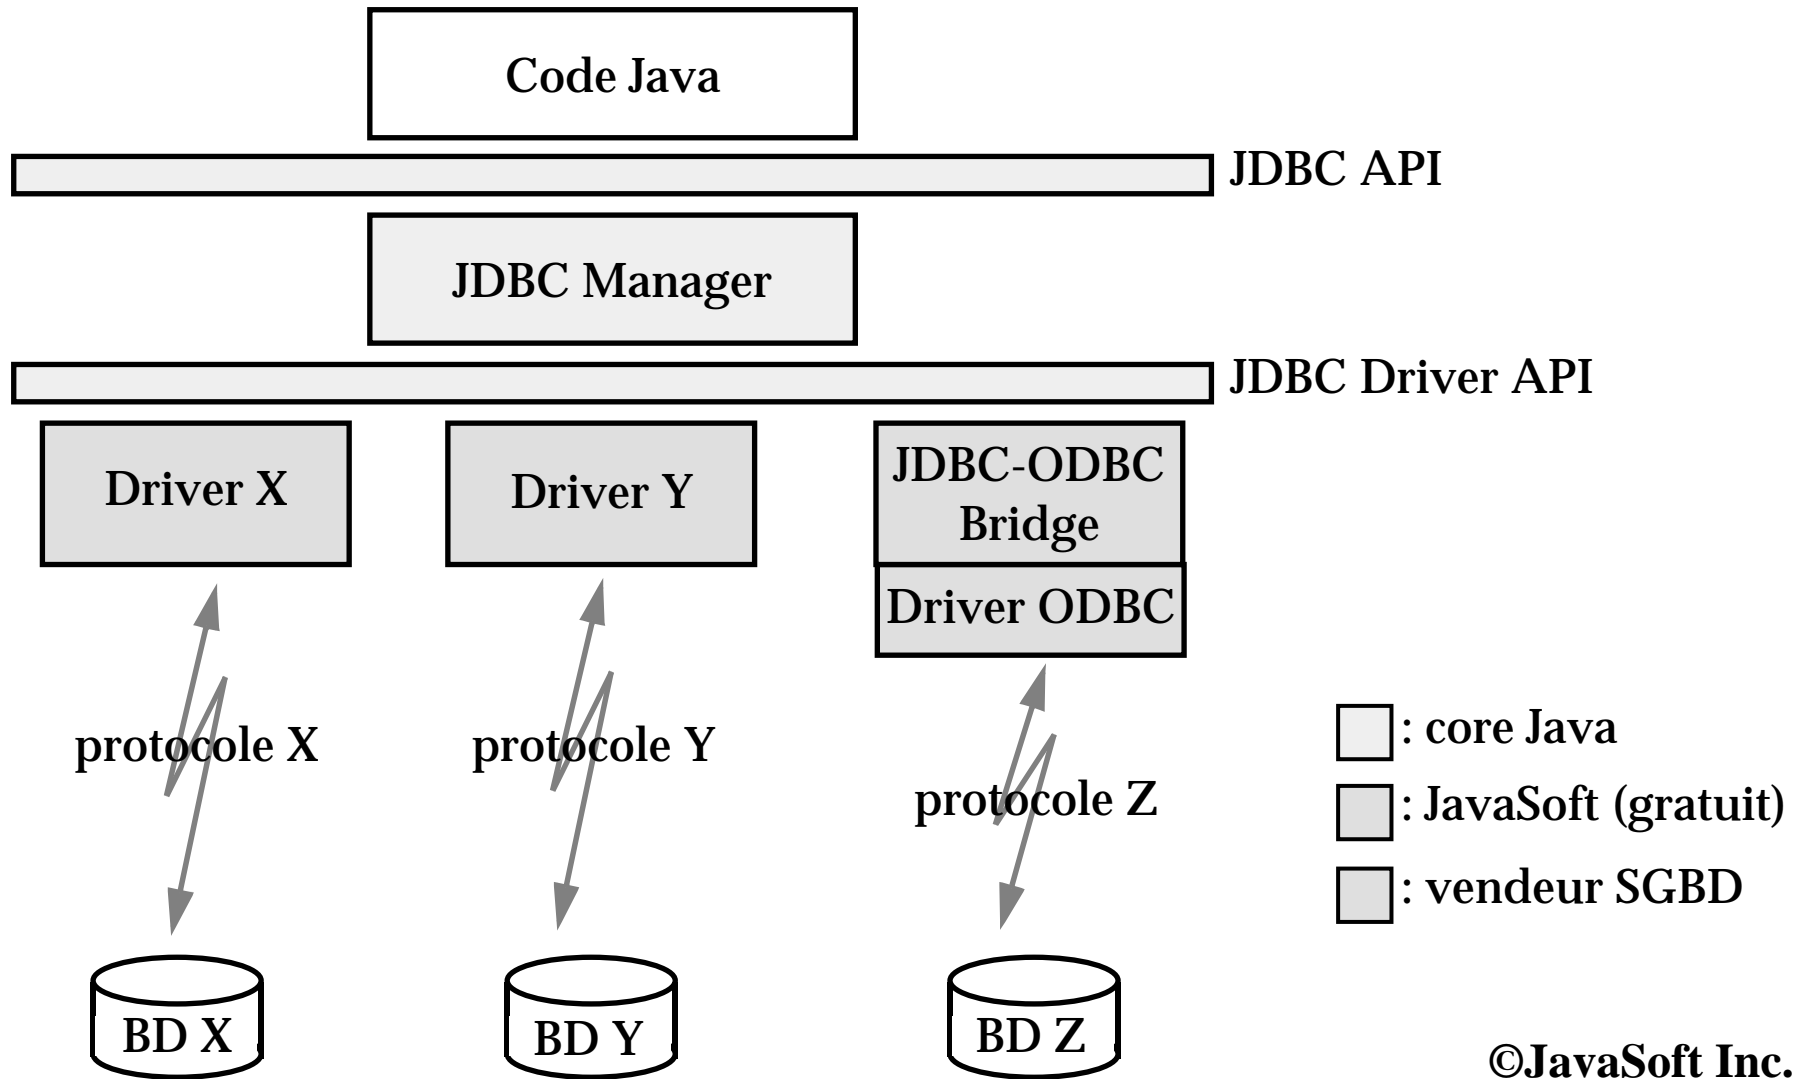 Code Java
JDBC API
JDBC Manager
JDBC Driver API
Driver X
Driver Y
JDBC-ODBC
Bridge
Driver ODBC
protocole X
protocole Y
protocole Z
: core Java
: JavaSoft (gratuit)
: vendeur SGBD
BD X
BD Y
BD Z
©JavaSoft Inc.